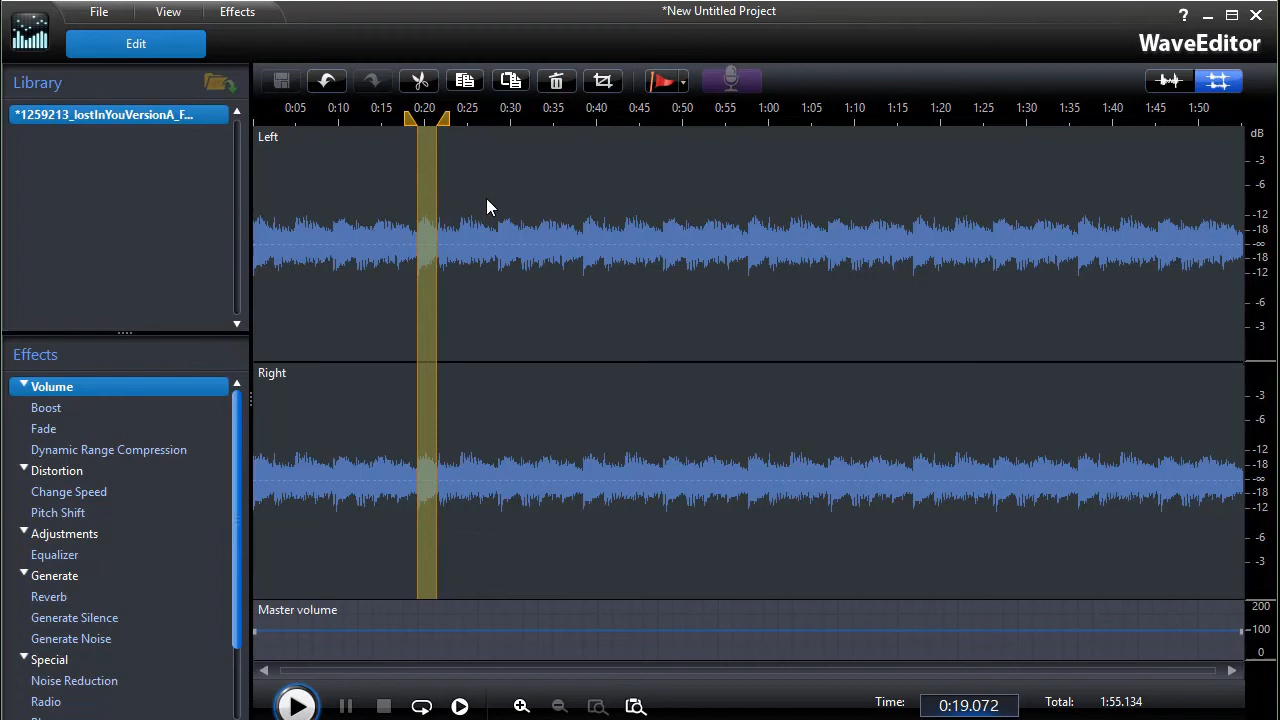 File View Effects
*New Untitled Project
?
Edit
WaveEditor
Library
*1259213_lostInYouVersionA_F...
0:05 0:10 0:15 0:20 0:25 0:30 0:35 0:40 0:45 0:50 0:55 1:00 1:05 1:10 1:15 1:20 1:25 1:30 1:35 1:40 1:45 1:50
Left
dB
-3
-6
-12
-18
-∞
-18
-12
-6
-3
Effects
Volume
Boost
Fade
Dynamic Range Compression
Distortion
Change Speed
Pitch Shift
Adjustments
Equalizer
Generate
Reverb
Generate Silence
Generate Noise
Special
Noise Reduction
Radio
Right
-3
-6
-12
-18
-∞
-18
-12
-6
-3
Master volume
200
100
0
Time: 0:19.072 Total: 1:55.134